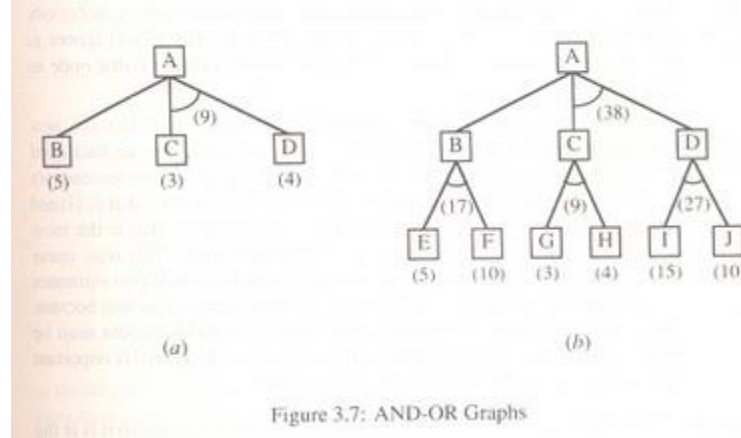 A
A
(9)
(38)
B
C
D
B
C
D
(5)
(3)
(4)
(17)
(9)
(27)
E
F
G
H
I
J
(5)
(10)
(3)
(4)
(15)
(10)
(a)
(b)
Figure 3.7: AND-OR Graphs